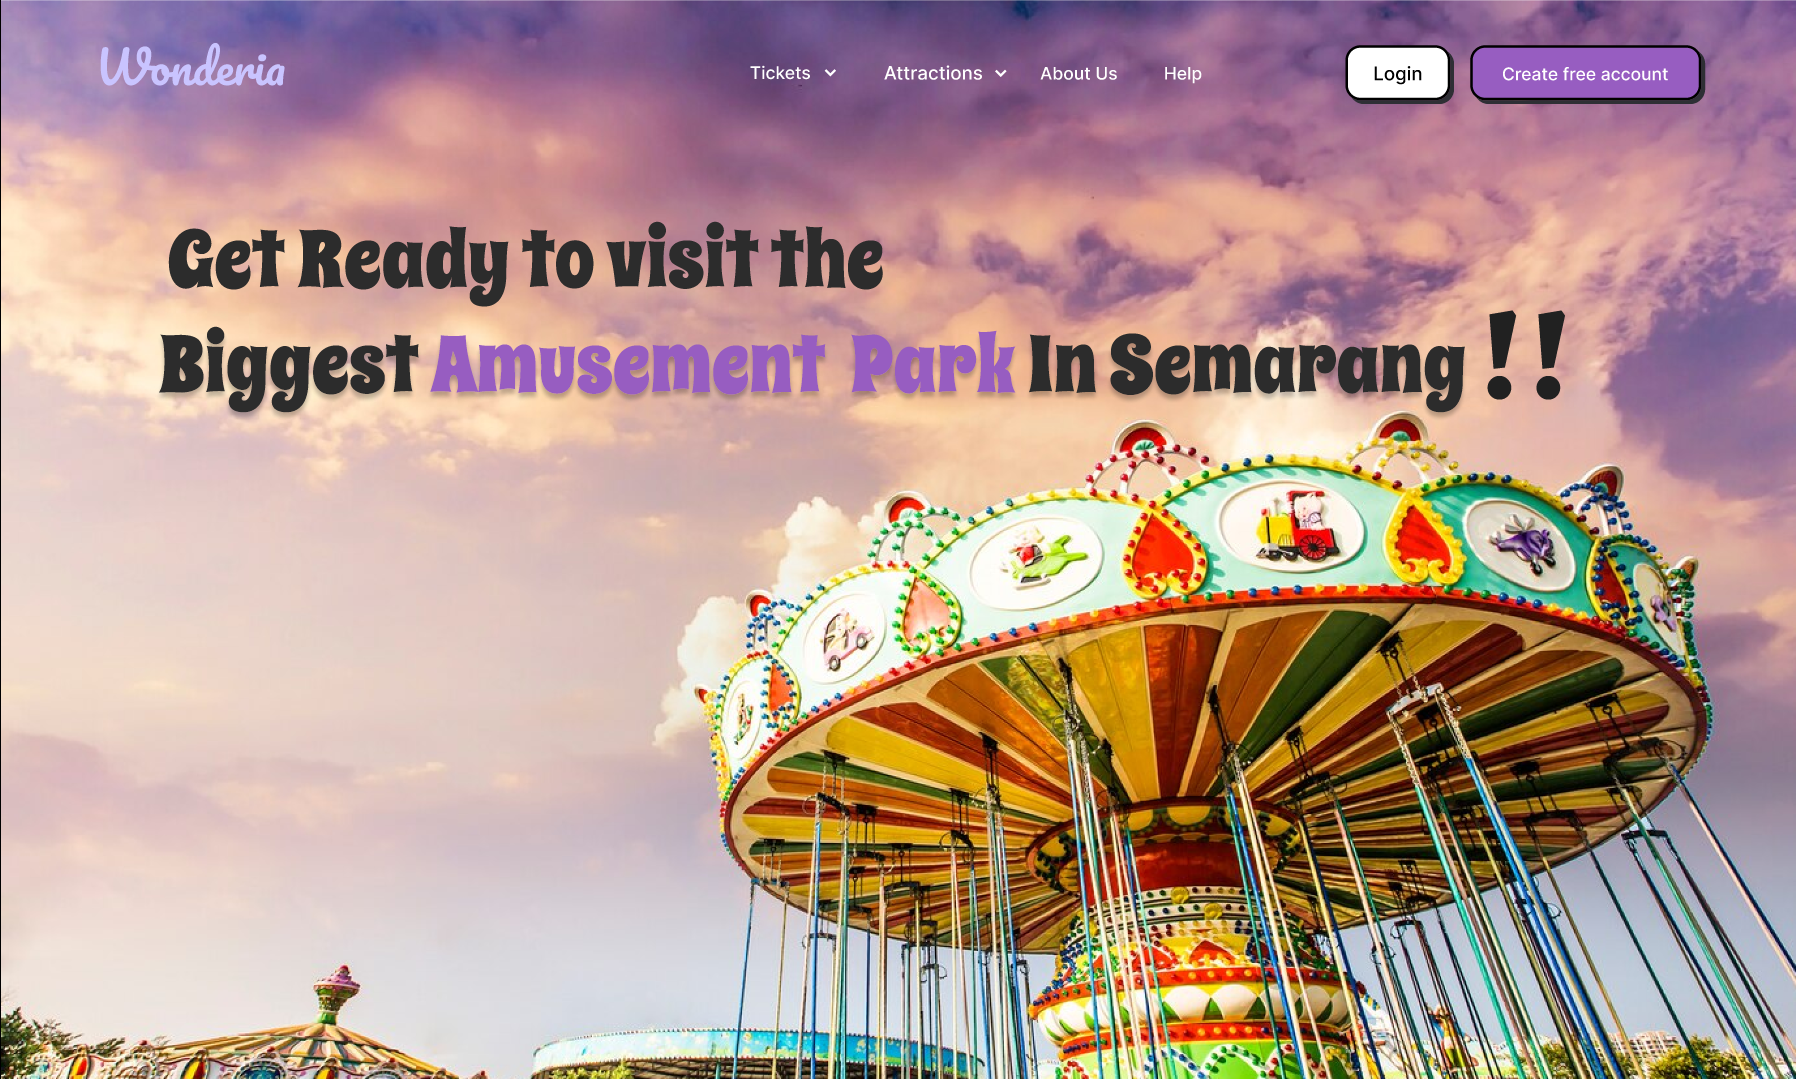 Wonderia
Tickets
Attractions
About Us
Help
Login
Create free account
Get Ready to visit the
Biggest Amusement Park In Semarang !!